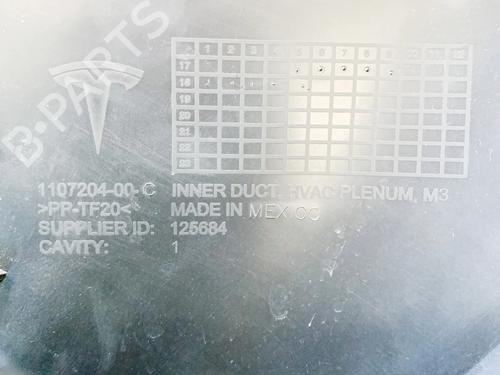 B-PARTS
1 2 3 4 5 6 7 8 9 10 11 12
17
18
19
20
21
22
23
1107204-00-C INNER DUCT, HVAC PLENUM, M3
>PP-TF20< MADE IN MEXICO
SUPPLIER ID: 125684
CAVITY: 1